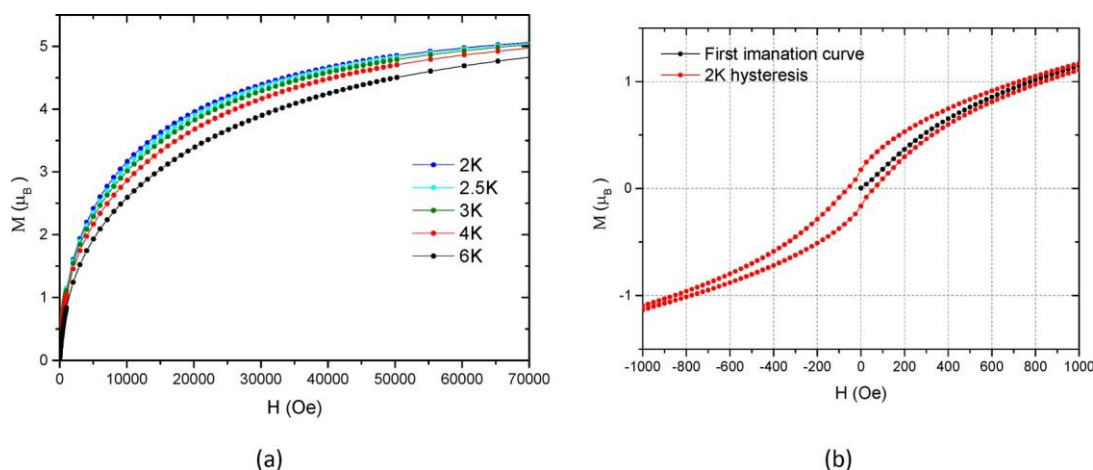 5
4
3
2
1
0
M (μB)
2K
2.5K
3K
4K
6K
0 10000 20000 30000 40000 50000 60000 70000
H (Oe)
(a)
First imanation curve
2K hysteresis
1
0
-1
M (μB)
-1000 -800 -600 -400 -200 0 200 400 600 800 1000
H (Oe)
(b)